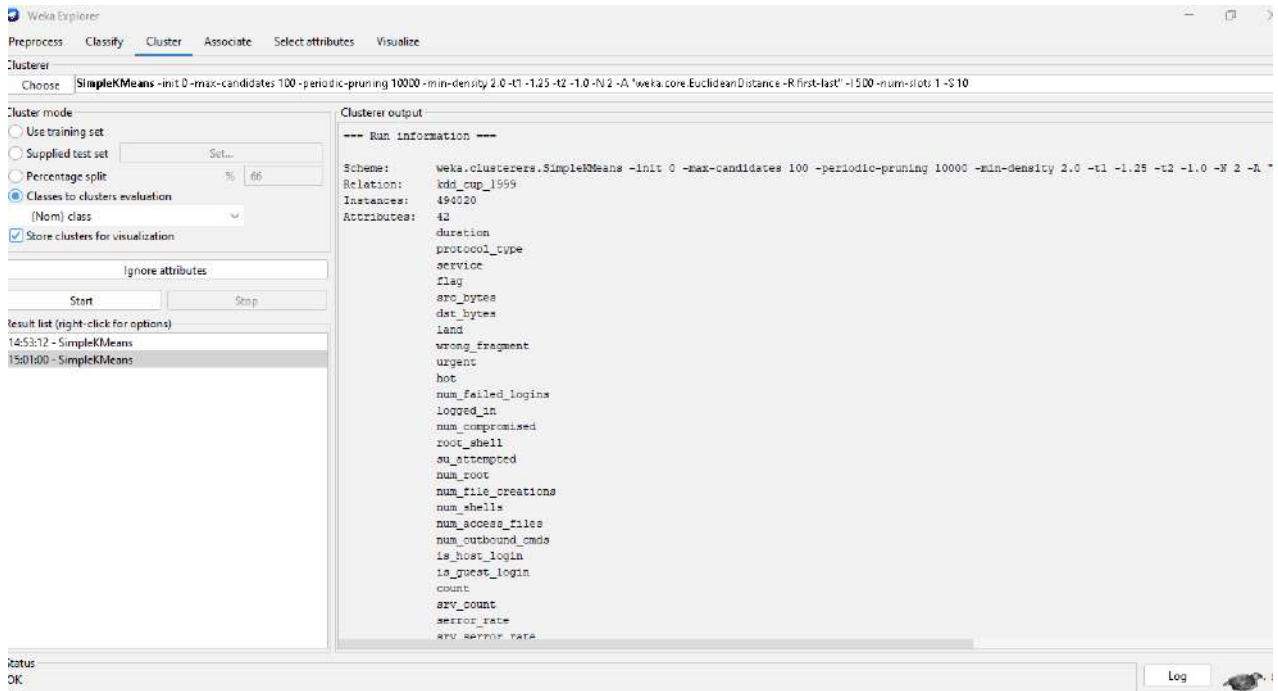 Weka Explorer
Preprocess Classify Cluster Associate Select attributes Visualize
Clusterer
Choose SimpleKMeans -init 0 -max-candidates 100 -periodic-pruning 10000 -min-density 2.0 -t1 -1.25 -t2 -1.0 -N 2 -A "weka.core.EuclideanDistance -R first-last" -I 500 -num-slots 1 -S 10
Cluster mode
Use training set
Supplied test set Set...
Percentage split % 66
Classes to clusters evaluation
(Nom) class
Store clusters for visualization
Ignore attributes
Start Stop
Result list (right-click for options)
14:53:12 - SimpleKMeans
15:01:00 - SimpleKMeans
Clusterer output
=== Run information ===
Scheme: weka.clusterers.SimpleKMeans -init 0 -max-candidates 100 -periodic-pruning 10000 -min-density 2.0 -t1 -1.25 -t2 -1.0 -N 2 -A "
Relation: kdd_cup_1999
Instances: 494020
Attributes: 42
duration
protocol_type
service
flag
src_bytes
dst_bytes
land
wrong_fragment
urgent
hot
num_failed_logins
logged_in
num_compromised
root_shell
su_attempted
num_root
num_file_creations
num_shells
num_access_files
num_outbound_cmds
is_host_login
is_guest_login
count
srv_count
serror_rate
srv_serror_rate
Status
OK
Log